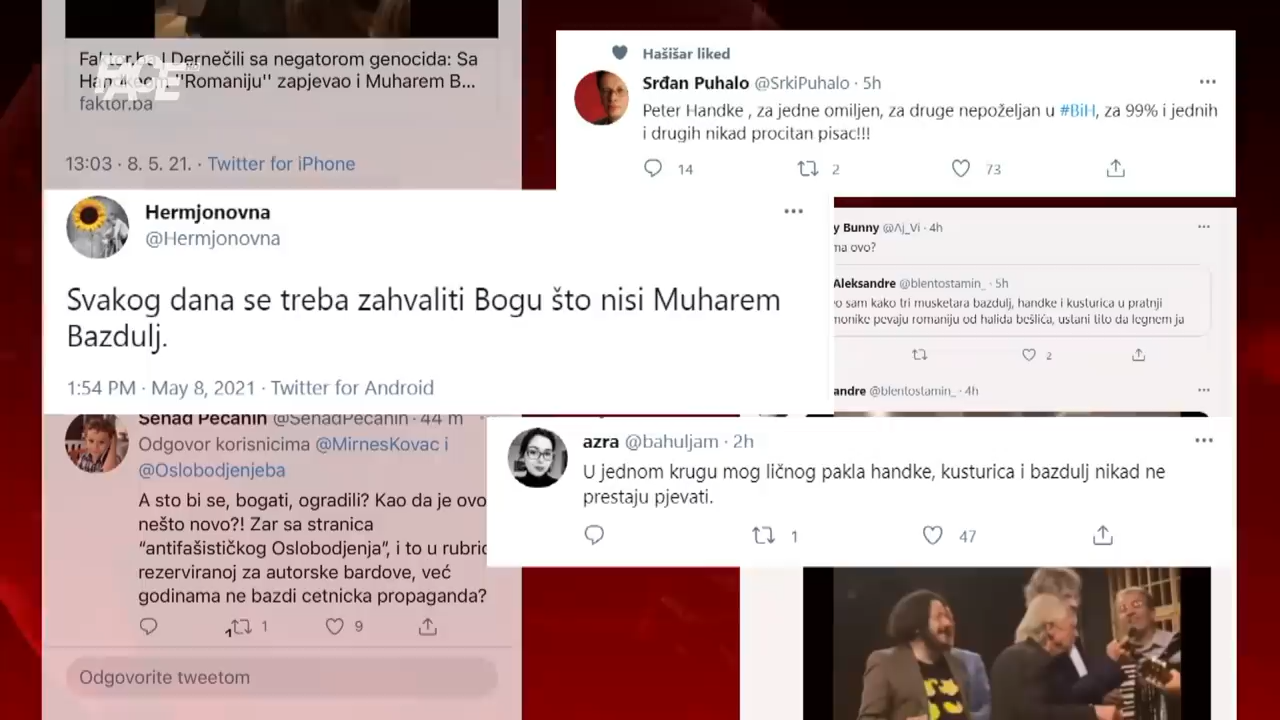 Faktor.ba | Dernečili sa negatorom genocida: Sa
"Romaniju" zapjevao i Muharem B...
faktor.ba
FACE
13:03 · 8. 5. 21. · Twitter for iPhone
Hašišar liked
Srđan Puhalo @SrkiPuhalo · 5h
Peter Handke , za jedne omiljen, za druge nepoželjan u #BiH, za 99% i jednih
i drugih nikad procitan pisac!!!
14 2 73
Hermjonovna
@Hermjonovna
Svakog dana se treba zahvaliti Bogu što nisi Muharem
Bazdulj.
1:54 PM · May 8, 2021 · Twitter for Android
y Bunny @Aj_Vi · 4h
ma ovo?
Aleksandre @blentostamin_ · 5h
o sam kako tri musketara bazdulj, handke i kusturica u pratnji
monike pevaju romaniju od halida bešlića, ustani tito da legnem ja
2
andre @blentostamin_ · 4h
Senad Pecanin @SenadPecanin · 44 m
Odgovor korisnicima @MirnesKovac i
@Oslobodjenjeba
A sto bi se, bogati, ogradili? Kao da je ovo
nešto novo?! Zar sa stranica
“antifašističkog Oslobodjenja”, i to u rubric
rezerviranoj za autorske bardove, već
godinama ne bazdi cetnicka propaganda?
1 9
Odgovorite tweetom
azra @bahuljam · 2h
U jednom krugu mog ličnog pakla handke, kusturica i bazdulj nikad ne
prestaju pjevati.
1 47